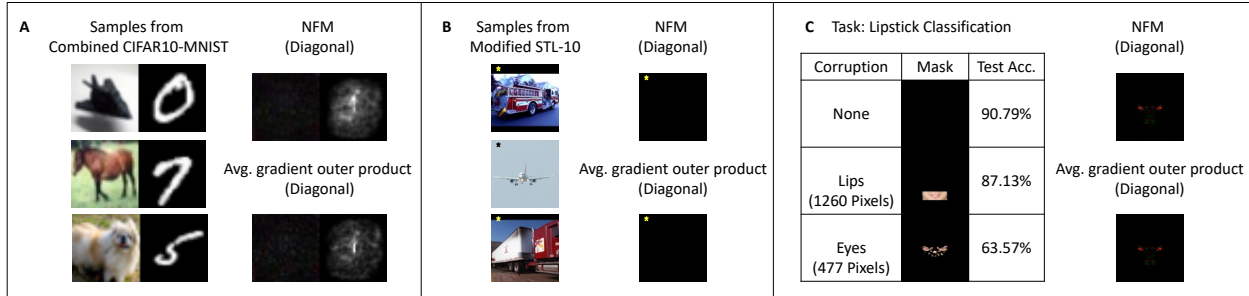 A Samples from
Combined CIFAR10-MNIST
NFM
(Diagonal)
Avg. gradient outer product
(Diagonal)
B Samples from
Modified STL-10
NFM
(Diagonal)
Avg. gradient outer product
(Diagonal)
C Task: Lipstick Classification
Corruption Mask Test Acc.
None 90.79%
Lips
(1260 Pixels) 87.13%
Eyes
(477 Pixels) 63.57%
NFM
(Diagonal)
Avg. gradient outer product
(Diagonal)